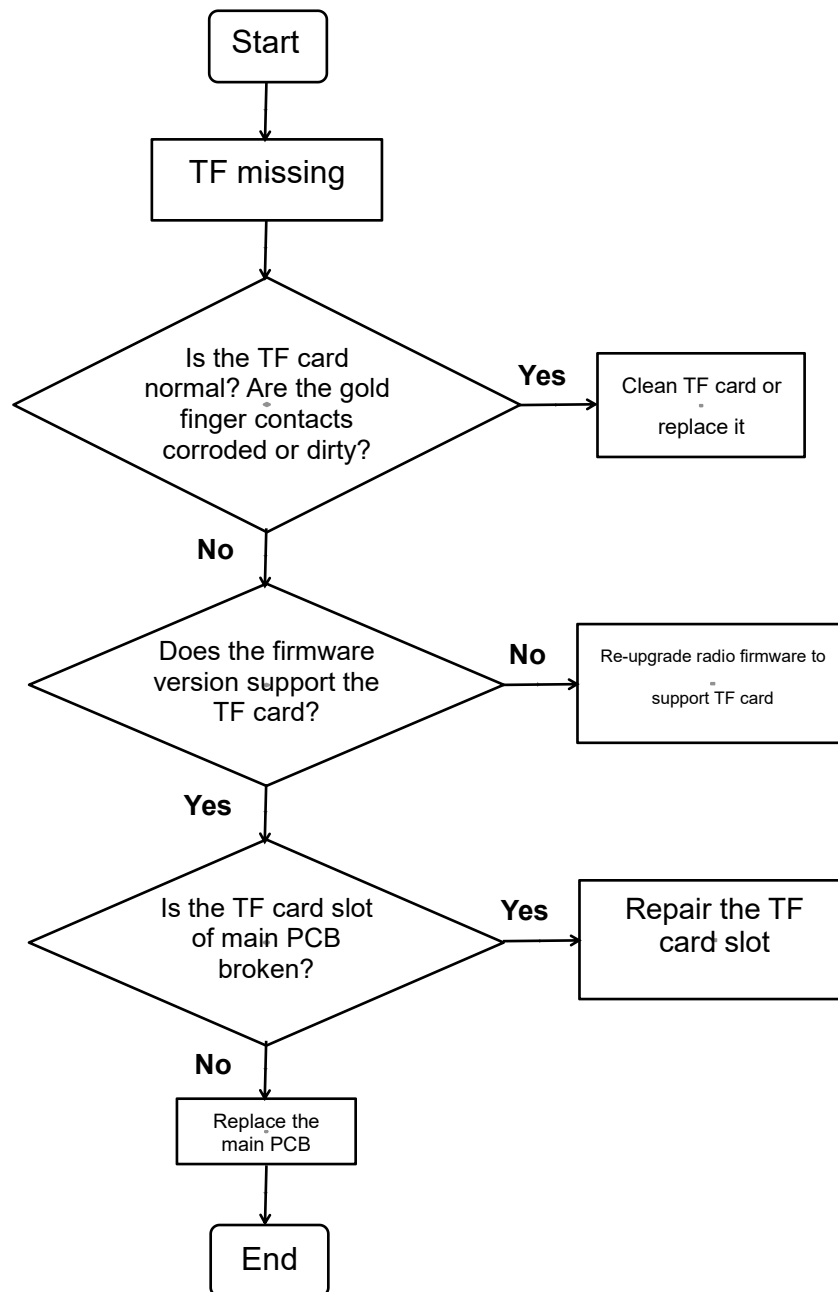 Start
TF missing
Is the TF card
normal? Are the gold
finger contacts
corroded or dirty?
Yes
Clean TF card or
replace it
No
Does the firmware
version support the
TF card?
No
Re-upgrade radio firmware to
support TF card
Yes
Is the TF card slot
of main PCB
broken?
Yes
Repair the TF
card slot
No
Replace the
main PCB
End